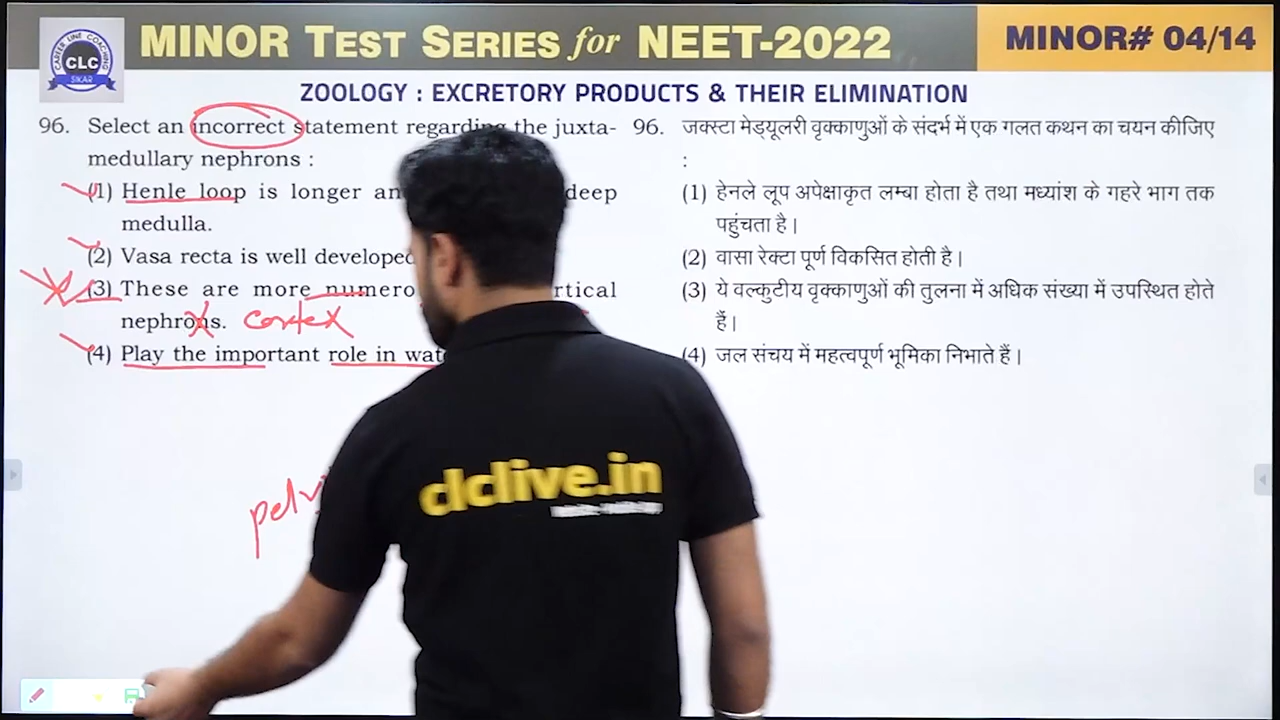 CAREER LINE COACHING
CLC
SIKAR
MINOR TEST SERIES for NEET-2022
MINOR# 04/14
ZOOLOGY : EXCRETORY PRODUCTS & THEIR ELIMINATION
96. Select an incorrect statement regarding the juxta-
medullary nephrons :
(1) Henle loop is longer deep
medulla.
(2) Vasa recta is well developed
(3) These are more
nephrons. cortex
(4) Play the important role in
96. जक्स्टा मेड्यूलरी वृक्काणुओं के संदर्भ में एक गलत कथन का चयन कीजिए
:
(1) हेनले लूप अपेक्षाकृत लम्बा होता है तथा मध्यांश के गहरे भाग तक
पहुंचता है।
(2) वासा रेक्टा पूर्ण विकसित होती है।
(3) ये वल्कुटीय वृक्काणुओं की तुलना में अधिक संख्या में उपस्थित होते
हैं।
(4) जल संचय में महत्वपूर्ण भूमिका निभाते हैं।
clclive.in